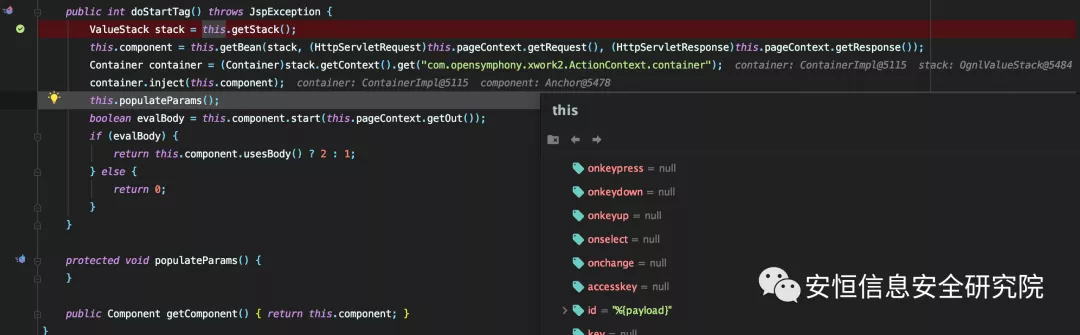 public int doStartTag() throws JspException {
ValueStack stack = this.getStack();
this.component = this.getBean(stack, (HttpServletRequest)this.pageContext.getRequest(), (HttpServletResponse)this.pageContext.getResponse());
Container container = (Container)stack.getContext().get("com.opensymphony.xwork2.ActionContext.container"); container: ContainerImpl@5115 stack: OgnlValueStack@5484
container.inject(this.component); container: ContainerImpl@5115 component: Anchor@5478
this.populateParams();
boolean evalBody = this.component.start(this.pageContext.getOut());
if (evalBody) {
return this.component.usesBody() ? 2 : 1;
} else {
return 0;
}
}
protected void populateParams() {
}
public Component getComponent() { return this.component; }
}
this
onkeypress = null
onkeydown = null
onkeyup = null
onselect = null
onchange = null
accesskey = null
id = "%{payload}"
key = null
安恒信息安全研究院